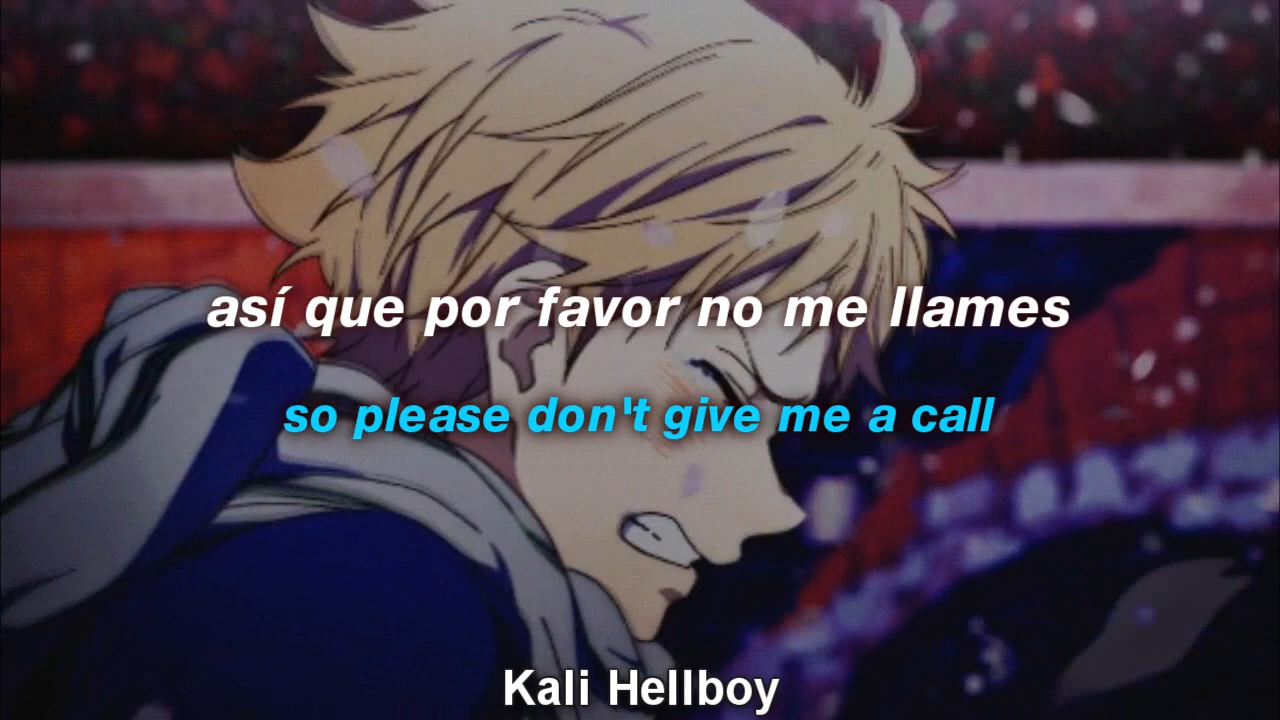 así que por favor no me llames
so please don't give me a call
Kali Hellboy